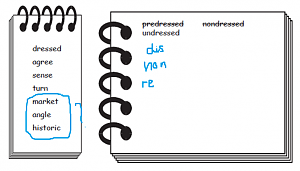 dressed
agree
sense
turn
market
angle
historic
predressed nondressed
undressed
dis
non
re